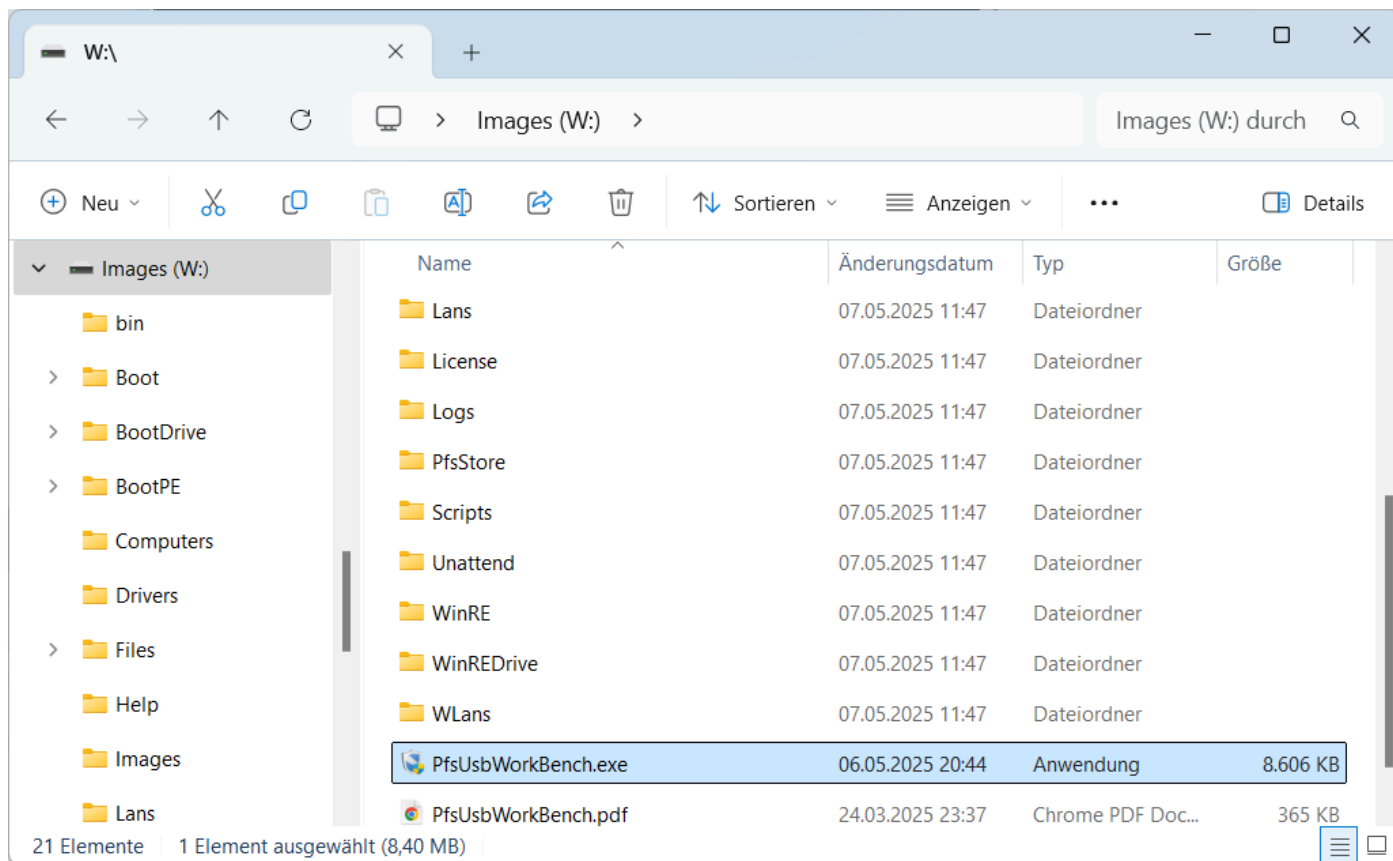 W:\
Images (W:)
Images (W:) durch
Neu
Sortieren
Anzeigen
Details
Images (W:)
bin
Boot
BootDrive
BootPE
Computers
Drivers
Files
Help
Images
Lans
Name Änderungsdatum Typ Größe
Lans 07.05.2025 11:47 Dateiordner
License 07.05.2025 11:47 Dateiordner
Logs 07.05.2025 11:47 Dateiordner
PfsStore 07.05.2025 11:47 Dateiordner
Scripts 07.05.2025 11:47 Dateiordner
Unattend 07.05.2025 11:47 Dateiordner
WinRE 07.05.2025 11:47 Dateiordner
WinREDrive 07.05.2025 11:47 Dateiordner
WLans 07.05.2025 11:47 Dateiordner
PfsUsbWorkBench.exe 06.05.2025 20:44 Anwendung 8.606 KB
PfsUsbWorkBench.pdf 24.03.2025 23:37 Chrome PDF Doc... 365 KB
21 Elemente 1 Element ausgewählt (8,40 MB)